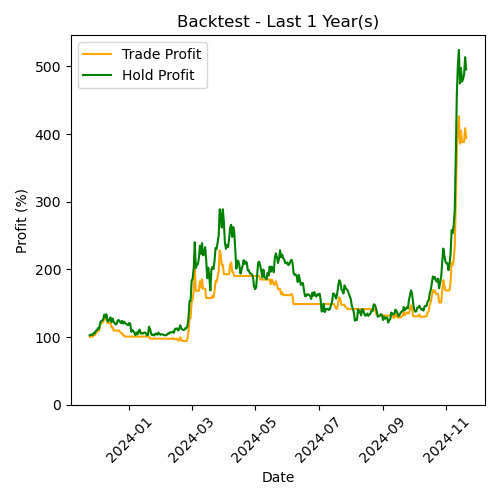 Backtest - Last 1 Year(s)
Trade Profit
Hold Profit
Profit (%)
500
400
300
200
100
0
2024-01
2024-03
2024-05
2024-07
2024-09
2024-11
Date